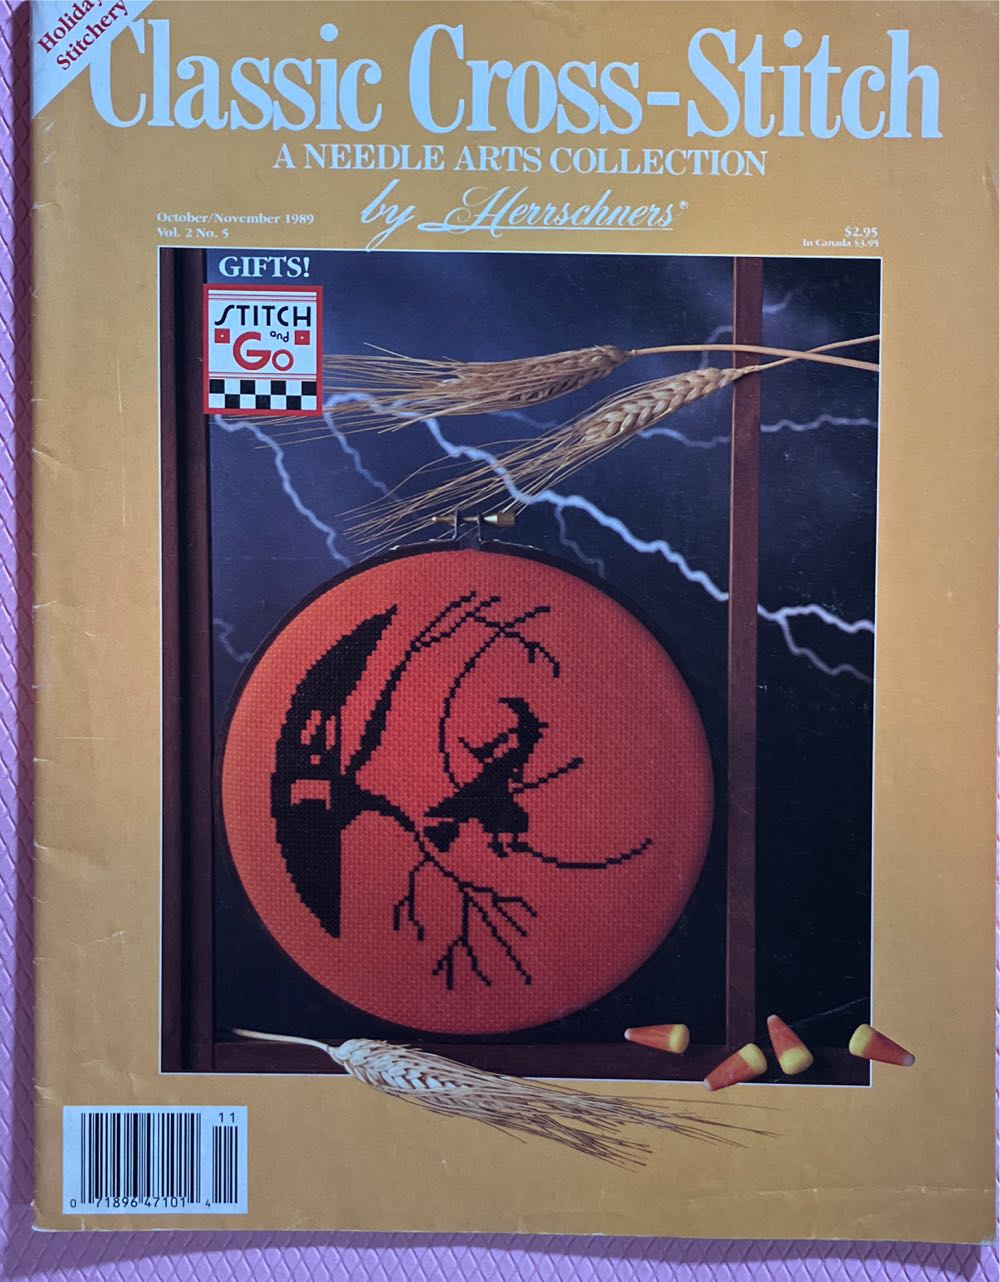 Holiday
Stitchery
Classic Cross-Stitch
A NEEDLE ARTS COLLECTION
by Herrschners®
October/November 1989
Vol. 2 No. 5
$2.95
In Canada $3.95
GIFTS!
STITCH
and
GO
11
0 71896 47101 4